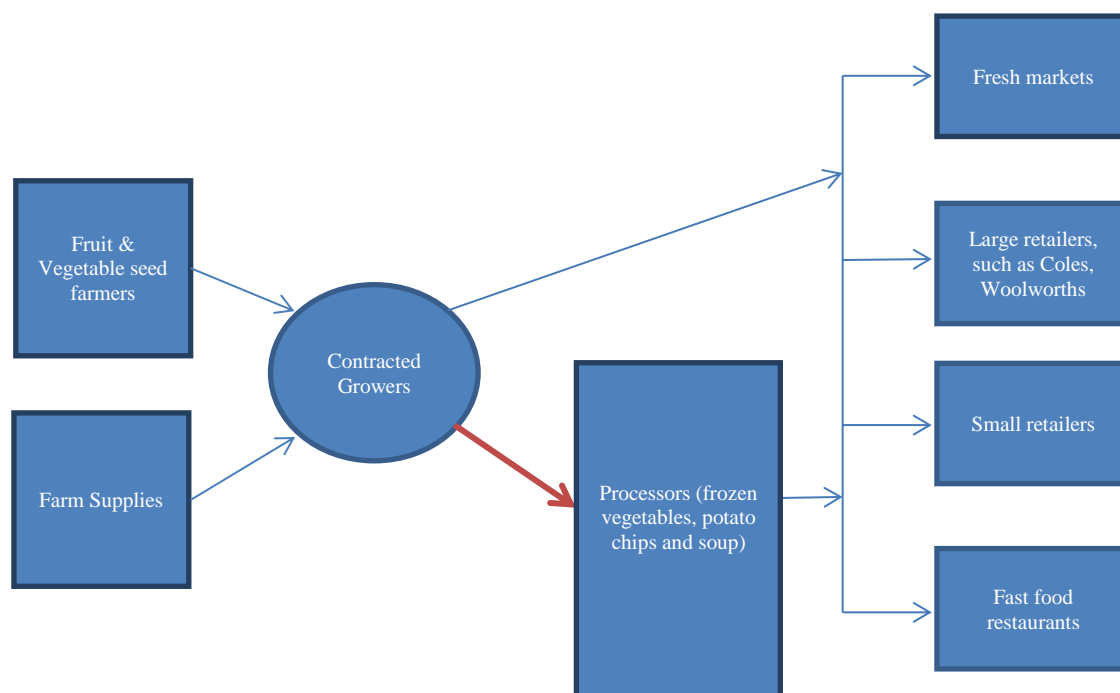 Fresh markets
Fruit &
Vegetable seed
farmers
Large retailers,
such as Coles,
Woolworths
Contracted
Growers
Small retailers
Farm Supplies
Processors (frozen
vegetables, potato
chips and soup)
Fast food
restaurants